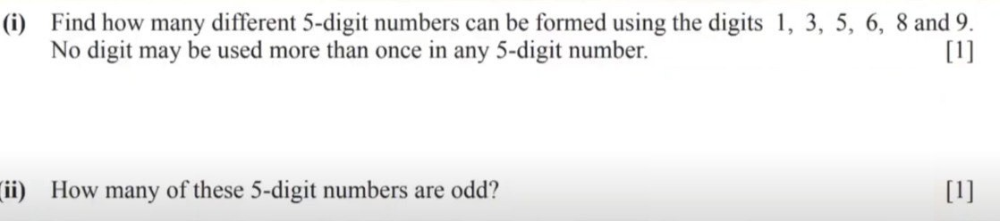 (i) Find how many different 5-digit numbers can be formed using the digits 1, 3, 5, 6, 8 and 9.
No digit may be used more than once in any 5-digit number. [1]
(ii) How many of these 5-digit numbers are odd? [1]